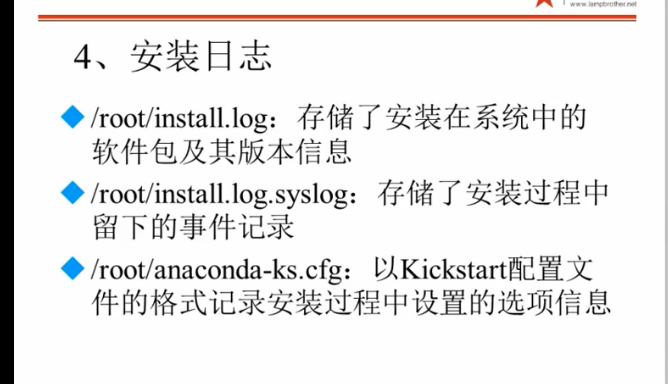 www.lampbrother.net
4、安装日志
/root/install.log：存储了安装在系统中的
软件包及其版本信息
/root/install.log.syslog：存储了安装过程中
留下的事件记录
/root/anaconda-ks.cfg：以Kickstart配置文
件的格式记录安装过程中设置的选项信息